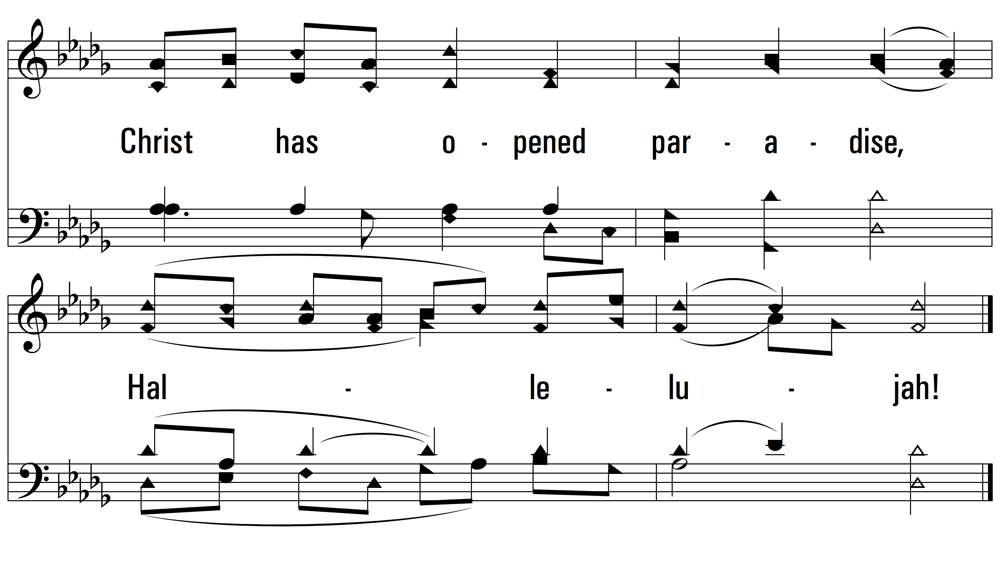 Christ has o - pened par - a - dise,
Hal - le - lu - jah!